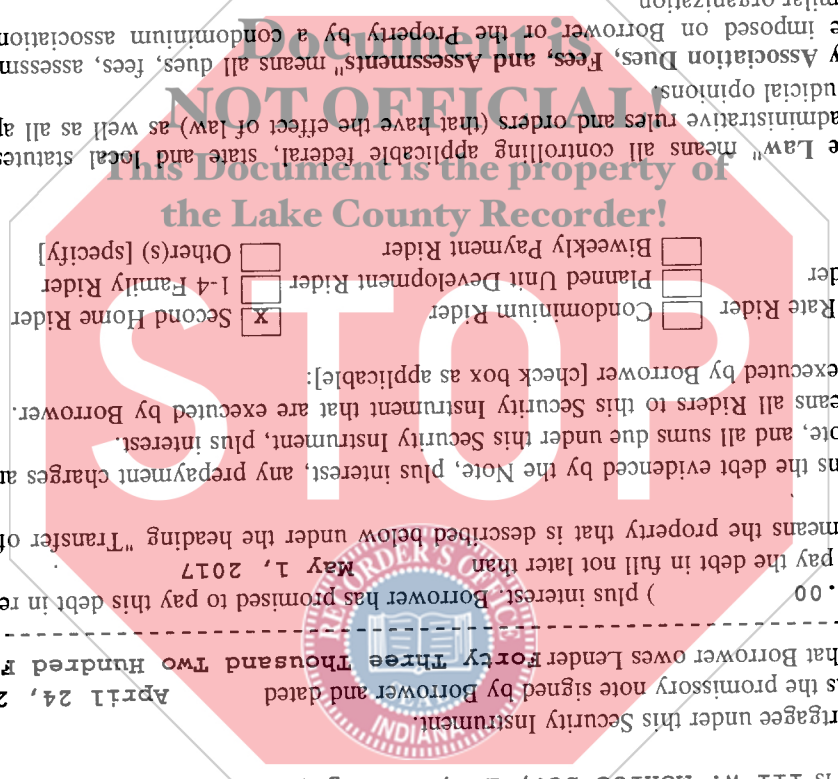 rtgagee under this Security Instrument.
s the promissory note signed by Borrower and dated April 24, 2
hat Borrower owes Lender Forty Three Thousand Two Hundred F
.00 ) plus interest. Borrower has promised to pay this debt in re
pay the debt in full not later than May 1, 2017 .
means the property that is described below under the heading "Transfer of
ns the debt evidenced by the Note, plus interest, any prepayment charges an
ote, and all sums due under this Security Instrument, plus interest.
eans all Riders to this Security Instrument that are executed by Borrower.
executed by Borrower [check box as applicable]:
Rate Rider Condominium Rider X Second Home Rider
der Planned Unit Development Rider 1-4 Family Rider
Biweekly Payment Rider Other(s) [specify]
e Law" means all controlling applicable federal, state and local statutes
administrative rules and orders (that have the effect of law) as well as all ap
udicial opinions.
y Association Dues, Fees, and Assessments" means all dues, fees, assessm
e imposed on Borrower or the Property by a condominium association
milar organization
Document is
NOT OFFICIAL!
This Document is the property of
the Lake County Recorder!
STOP
RECORDER'S OFFICE
INDIANA